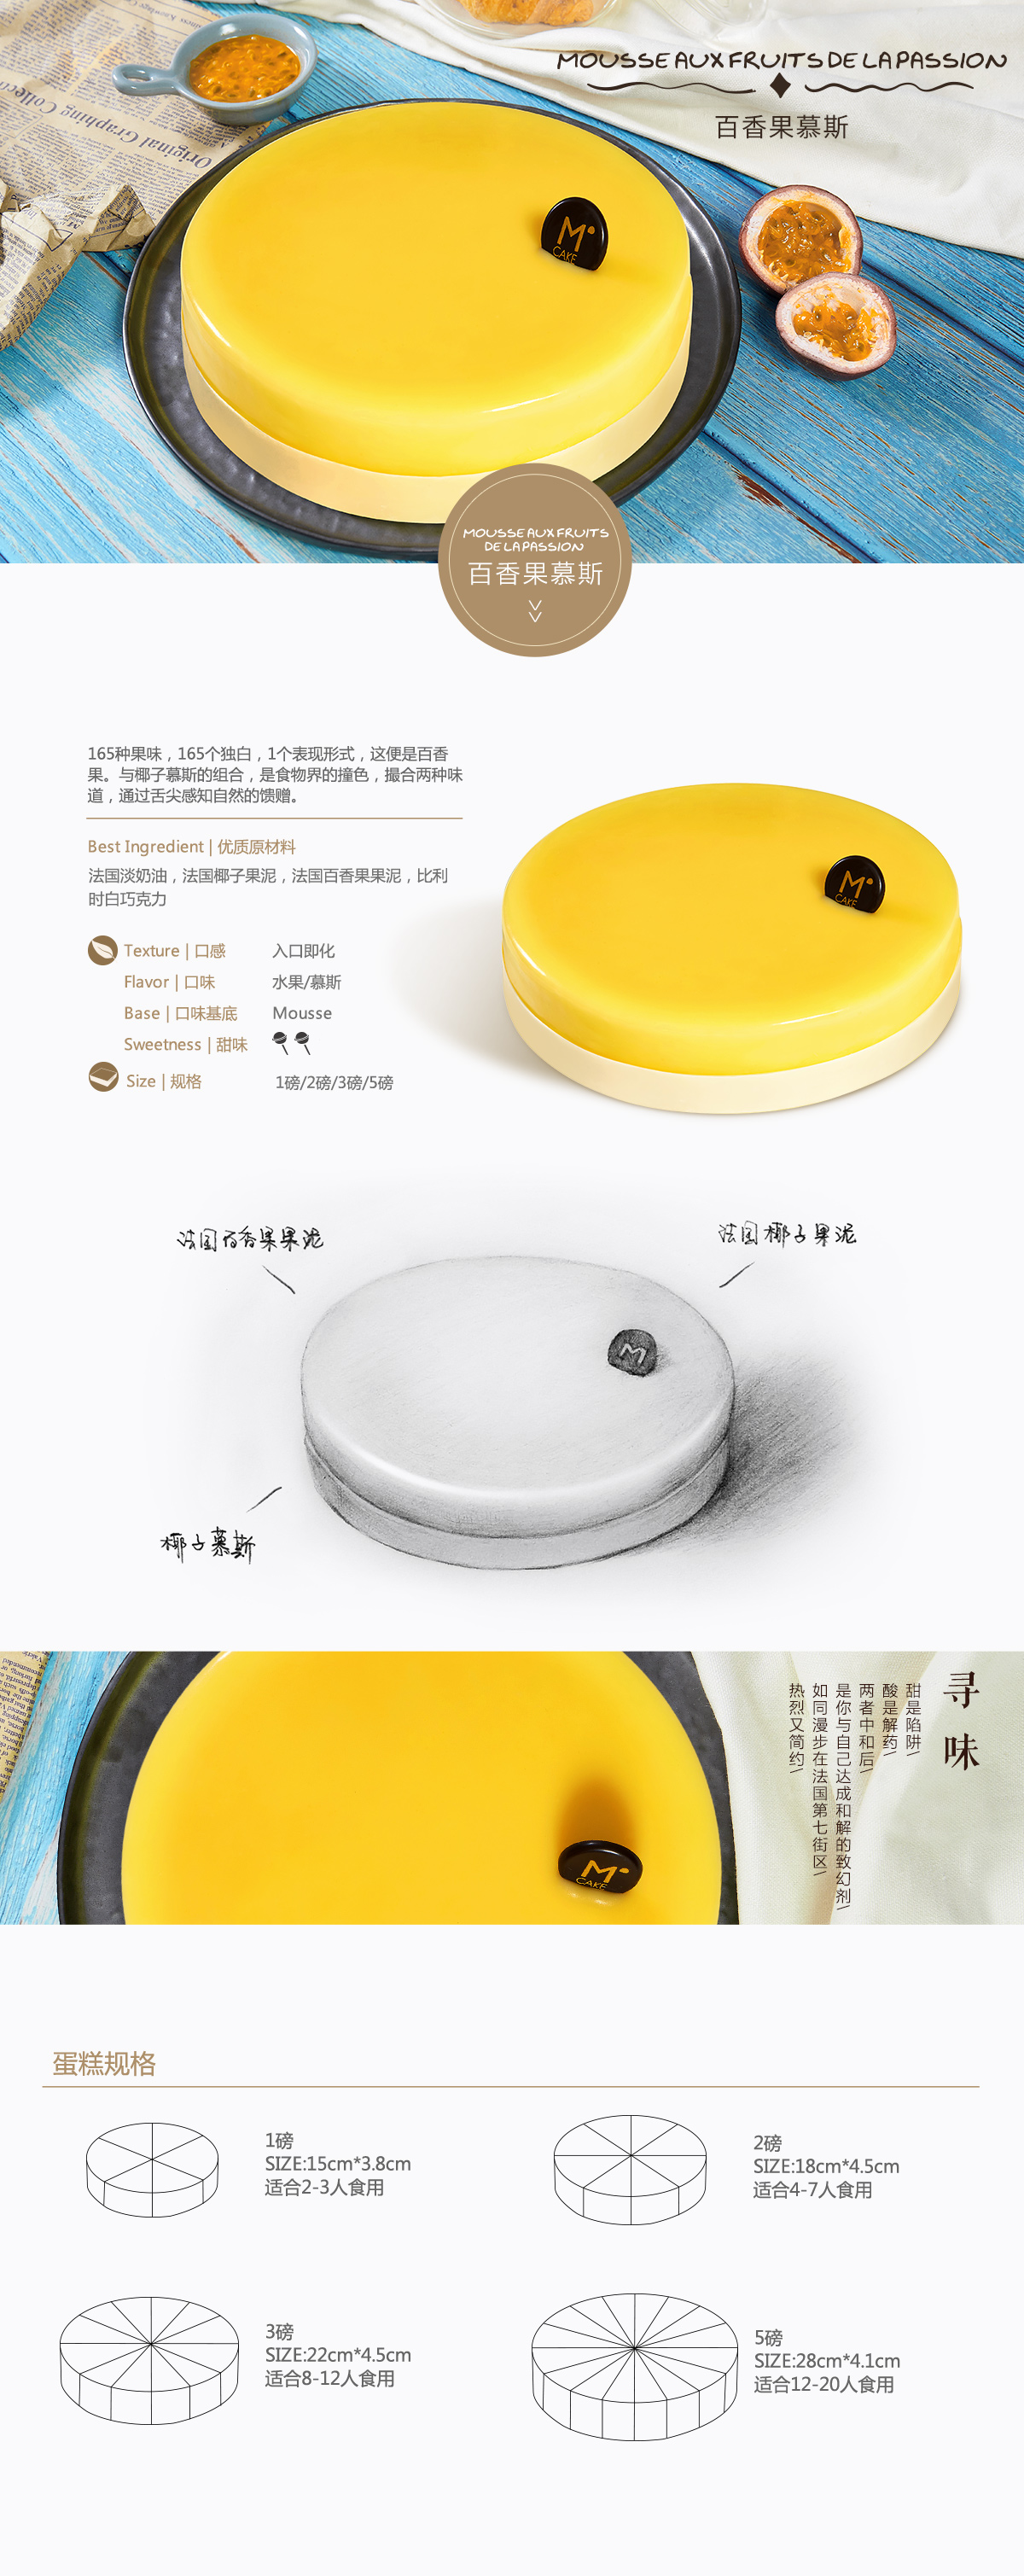 MOUSSE AUX FRUITS DE LA PASSION
百香果慕斯
Original Graphing Collect
M
CAKE
MOUSSE AUX FRUITS
DE LA PASSION
百香果慕斯
165种果味，165个独白，1个表现形式，这便是百香
果。与椰子慕斯的组合，是食物界的撞色，撮合两种味
道，通过舌尖感知自然的馈赠。
Best Ingredient | 优质原材料
法国淡奶油，法国椰子果泥，法国百香果果泥，比利
时白巧克力
Texture | 口感 入口即化
Flavor | 口味 水果/慕斯
Base | 口味基底 Mousse
Sweetness | 甜味
Size | 规格 1磅/2磅/3磅/5磅
M
CAKE
法国百香果果泥
法国椰子果泥
M
椰子慕斯
寻味
甜是陷阱\
酸是解药\
两者中和后\
是你与自己达成和解的致幻剂\
如同漫步在法国第七街区\
热烈又简约\
M
CAKE
蛋糕规格
1磅
SIZE:15cm*3.8cm
适合2-3人食用
2磅
SIZE:18cm*4.5cm
适合4-7人食用
3磅
SIZE:22cm*4.5cm
适合8-12人食用
5磅
SIZE:28cm*4.1cm
适合12-20人食用